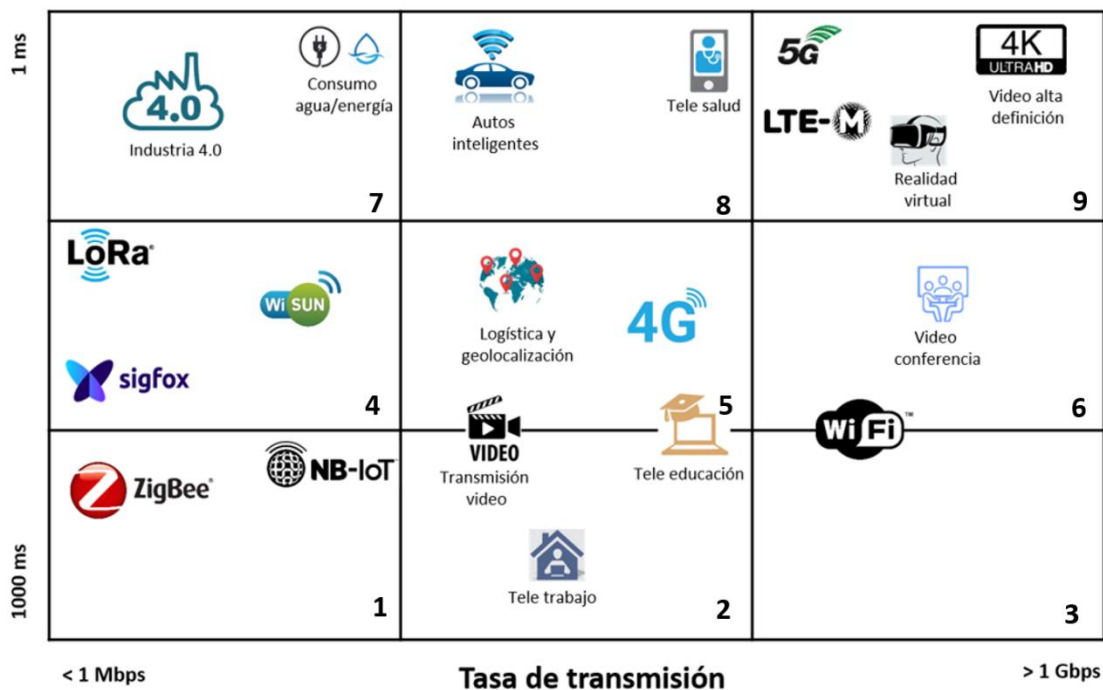 1 ms
4.0
Industria 4.0
Consumo
agua/energía
7
Autos
inteligentes
Tele salud
8
5G
LTE-M
4K
ULTRAHD
Video alta
definición
Realidad
virtual
9
LoRa®
Wi SUN
sigfox
4
Logística y
geolocalización
4G
5
Video
conferencia
6
ZigBee®
NB-IoT
1
VIDEO
Transmisión
video
Tele educación
Tele trabajo
2
Wi Fi™
3
1000 ms
< 1 Mbps
Tasa de transmisión
> 1 Gbps